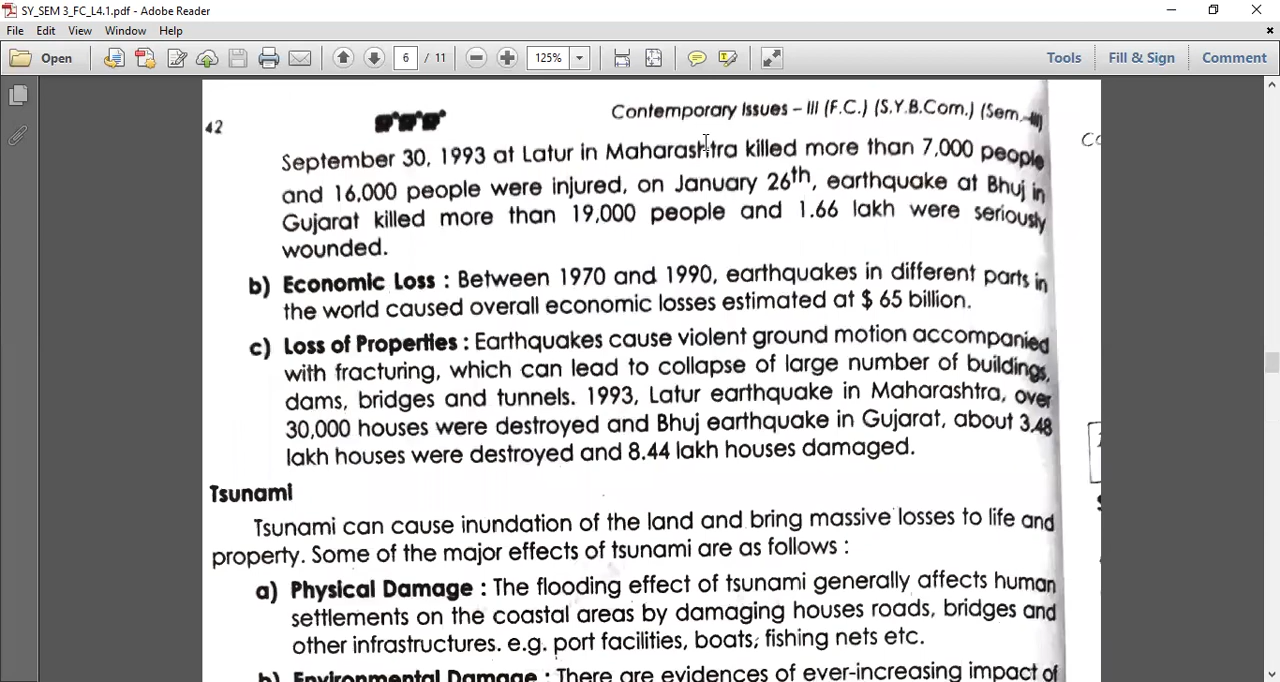 SY_SEM 3_FC_L4.1.pdf - Adobe Reader
File Edit View Window Help
Open 6 / 11 125% Tools Fill & Sign Comment
Contemporary Issues – III (F.C.) (S.Y.B.Com.) (Sem.-III)
42
September 30, 1993 at Latur in Maharashtra killed more than 7,000 people
and 16,000 people were injured, on January 26th, earthquake at Bhuj in
Gujarat killed more than 19,000 people and 1.66 lakh were seriously
wounded.
b) Economic Loss : Between 1970 and 1990, earthquakes in different parts in
the world caused overall economic losses estimated at $ 65 billion.
c) Loss of Properties : Earthquakes cause violent ground motion accompanied
with fracturing, which can lead to collapse of large number of buildings,
dams, bridges and tunnels. 1993, Latur earthquake in Maharashtra, over
30,000 houses were destroyed and Bhuj earthquake in Gujarat, about 3.48
lakh houses were destroyed and 8.44 lakh houses damaged.
Tsunami
Tsunami can cause inundation of the land and bring massive losses to life and
property. Some of the major effects of tsunami are as follows :
a) Physical Damage : The flooding effect of tsunami generally affects human
settlements on the coastal areas by damaging houses roads, bridges and
other infrastructures. e.g. port facilities, boats, fishing nets etc.
b) Environmental Damage : There are evidences of ever-increasing impact of